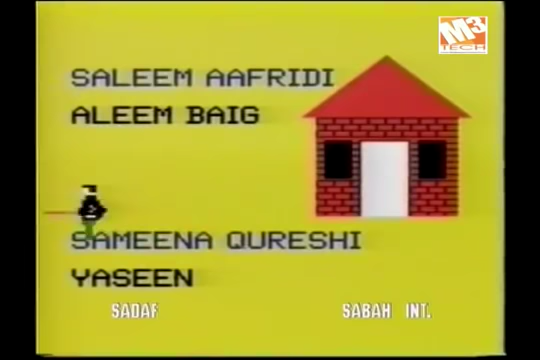 M3
TECH
SALEEM AAFRIDI
ALEEM BAIG
SAMEENA QURESHI
YASEEN
SADAF SABAH INT.